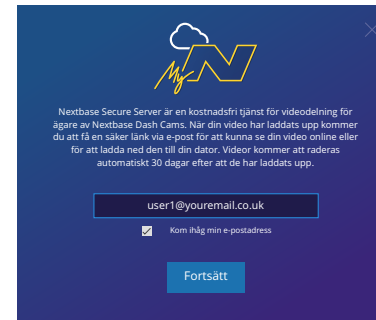 My N
Nextbase Secure Server är en kostnadsfri tjänst för videodelning för
ägare av Nextbase Dash Cams. När din video har laddats upp kommer
du att få en säker länk via e-post för att kunna se din video online eller
för att ladda ned den till din dator. Videor kommer att raderas
automatiskt 30 dagar efter att de har laddats upp.
user1@youremail.co.uk
Kom ihåg min e-postadress
Fortsätt